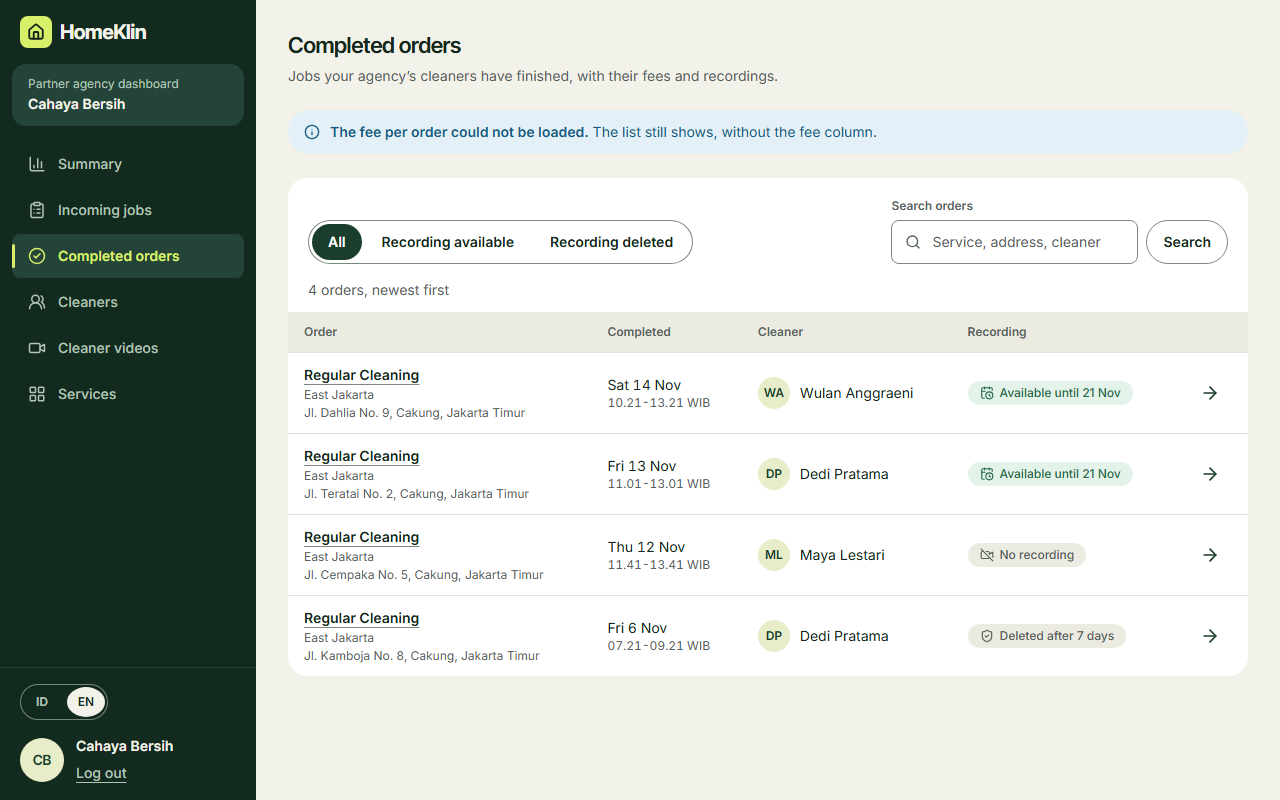 HomeKlin
Partner agency dashboard
Cahaya Bersih
Summary
Incoming jobs
Completed orders
Cleaners
Cleaner videos
Services
ID EN
CB
Cahaya Bersih
Log out
Completed orders
Jobs your agency’s cleaners have finished, with their fees and recordings.
The fee per order could not be loaded. The list still shows, without the fee column.
Search orders
All Recording available Recording deleted
Service, address, cleaner
Search
4 orders, newest first
Order Completed Cleaner Recording
Regular Cleaning
East Jakarta
Jl. Dahlia No. 9, Cakung, Jakarta Timur
Sat 14 Nov
10.21-13.21 WIB
WA Wulan Anggraeni
Available until 21 Nov
Regular Cleaning
East Jakarta
Jl. Teratai No. 2, Cakung, Jakarta Timur
Fri 13 Nov
11.01-13.01 WIB
DP Dedi Pratama
Available until 21 Nov
Regular Cleaning
East Jakarta
Jl. Cempaka No. 5, Cakung, Jakarta Timur
Thu 12 Nov
11.41-13.41 WIB
ML Maya Lestari
No recording
Regular Cleaning
East Jakarta
Jl. Kamboja No. 8, Cakung, Jakarta Timur
Fri 6 Nov
07.21-09.21 WIB
DP Dedi Pratama
Deleted after 7 days